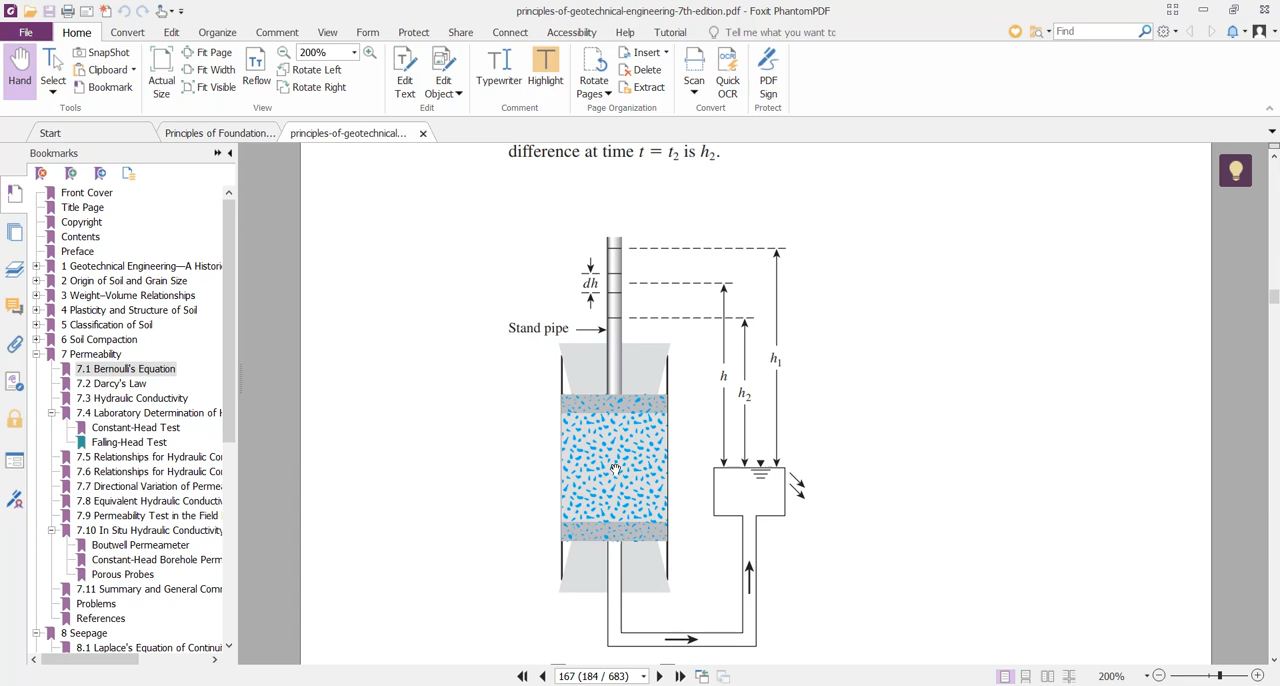 principles-of-geotechnical-engineering-7th-edition.pdf - Foxit PhantomPDF
File Home Convert Edit Organize Comment View Form Protect Share Connect Accessibility Help Tutorial Tell me what you want to Find
Hand
Select
SnapShot
Clipboard
Bookmark
Tools
Actual Size
Fit Page
Fit Width
Fit Visible
Reflow
200%
Rotate Left
Rotate Right
View
Edit Text
Edit Object
Edit
Typewriter
Highlight
Comment
Rotate Pages
Insert
Delete
Extract
Page Organization
Scan
Quick OCR
Convert
PDF Sign
Protect
Start
Principles of Foundation...
principles-of-geotechnical...
Bookmarks
Front Cover
Title Page
Copyright
Contents
Preface
1 Geotechnical Engineering—A Histori
2 Origin of Soil and Grain Size
3 Weight–Volume Relationships
4 Plasticity and Structure of Soil
5 Classification of Soil
6 Soil Compaction
7 Permeability
7.1 Bernoulli's Equation
7.2 Darcy's Law
7.3 Hydraulic Conductivity
7.4 Laboratory Determination of H
Constant-Head Test
Falling-Head Test
7.5 Relationships for Hydraulic Co
7.6 Relationships for Hydraulic Co
7.7 Directional Variation of Perme
7.8 Equivalent Hydraulic Conducti
7.9 Permeability Test in the Field
7.10 In Situ Hydraulic Conductivity
Boutwell Permeameter
Constant-Head Borehole Perm
Porous Probes
7.11 Summary and General Comm
Problems
References
8 Seepage
8.1 Laplace's Equation of Continui
difference at time t = t₂ is h₂.
dh
Stand pipe
h
h₂
h₁
167 (184 / 683)
200%